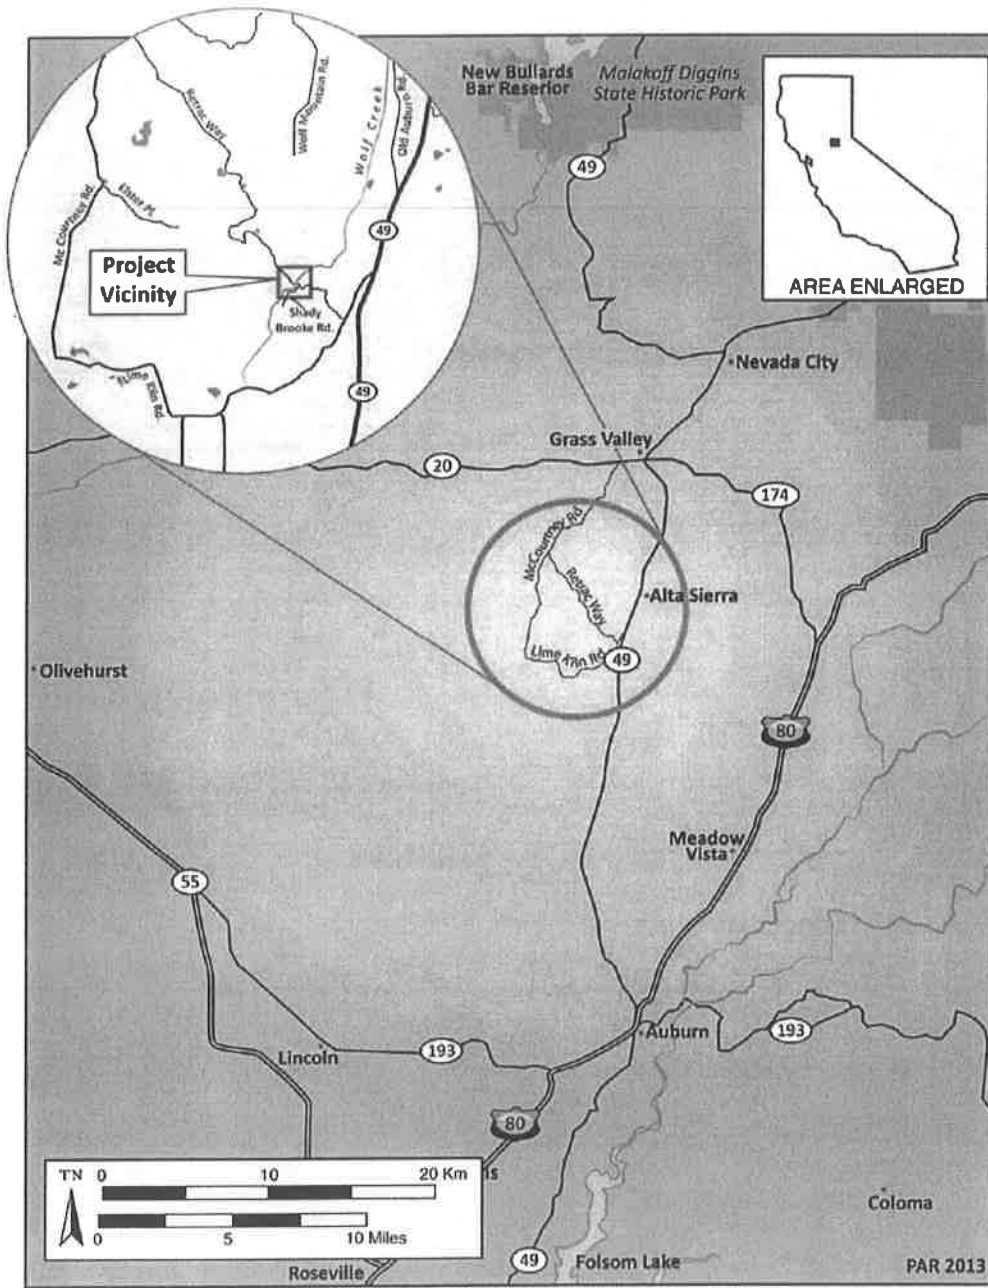 Retrac Way
Wolf Mountain Rd.
Wolf Creek
Old Auburn Rd.
Mc Courtney Rd.
49
Project
Vicinity
Shady
Brooke Rd.
49
New Bullards
Bar Reserior
Malakoff Diggins
State Historic Park
49
AREA ENLARGED
Nevada City
Grass Valley
20
174
McCourtney Rd
Retrac Way
Alta Sierra
Lime Kiln Rd.
49
Olivehurst
80
Meadow
Vista
55
Auburn
193
Lincoln
193
80
TN
0 10 20 Km
0 5 10 Miles
Coloma
49
Folsom Lake
Roseville
PAR 2013